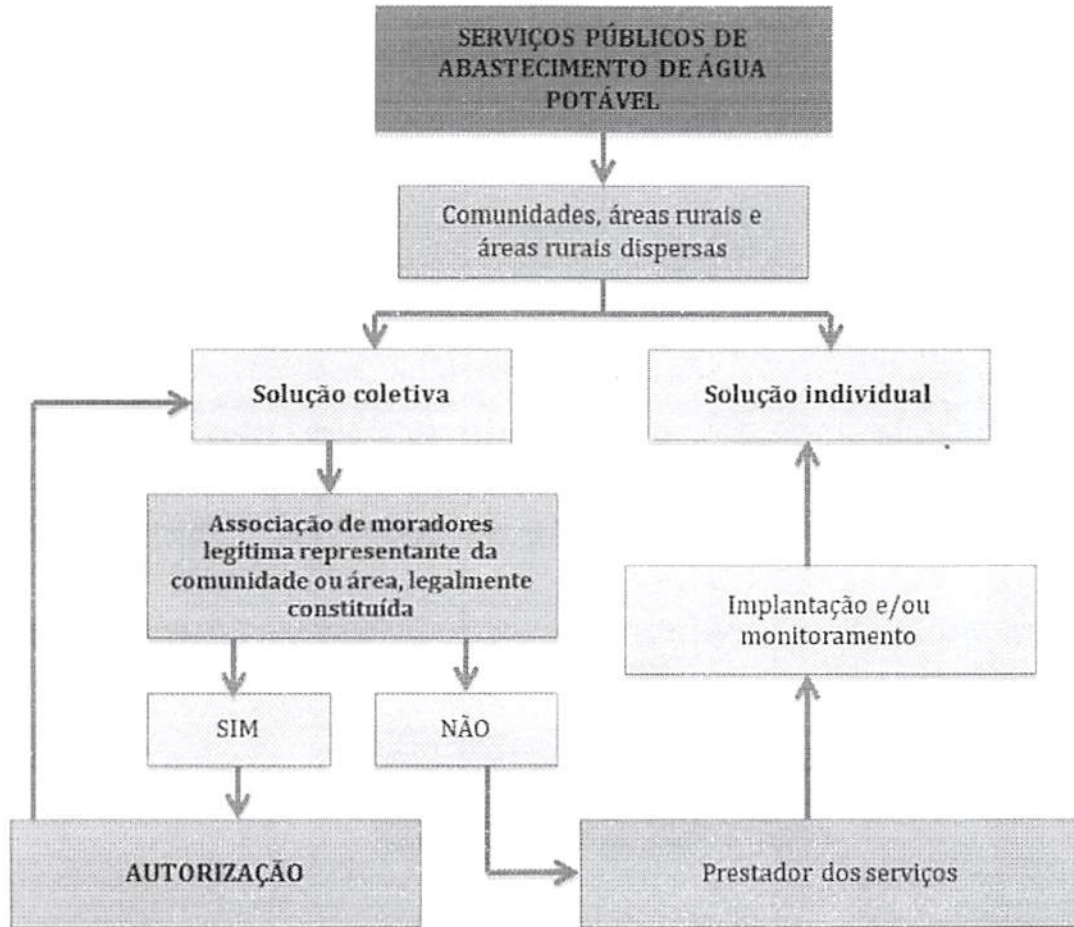 SERVIÇOS PÚBLICOS DE
ABASTECIMENTO DE ÁGUA
POTÁVEL
Comunidades, áreas rurais e
áreas rurais dispersas
Solução coletiva
Solução individual
Associação de moradores
legítima representante da
comunidade ou área, legalmente
constituída
Implantação e/ou
monitoramento
SIM
NÃO
AUTORIZAÇÃO
Prestador dos serviços